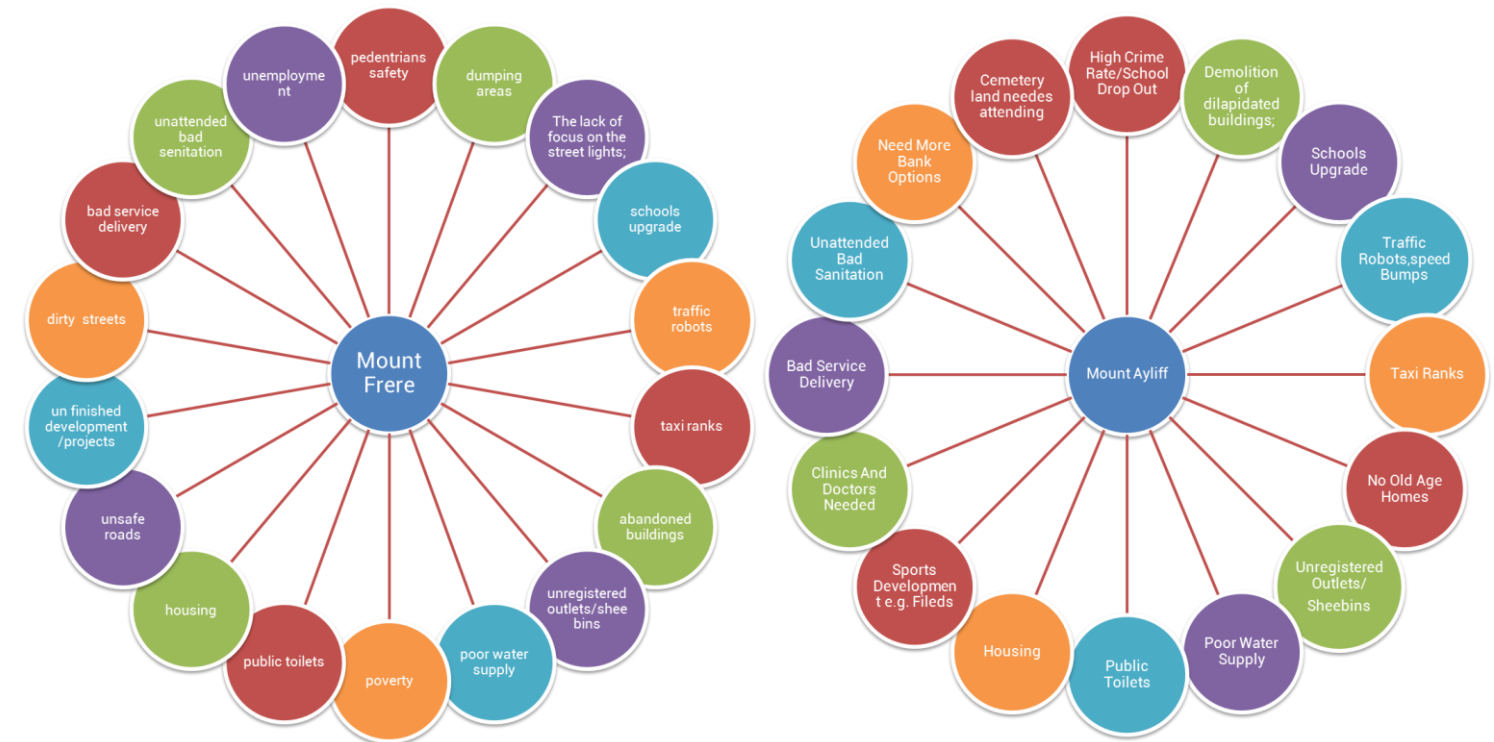 pedentrians
safety
dumping
areas
The lack of
focus on the
street lights;
schools
upgrade
traffic
robots
taxi ranks
abandoned
buildings
unregistered
outlets/shee
bins
poor water
supply
poverty
public toilets
housing
unsafe
roads
un finished
development
/projects
dirty streets
bad service
delivery
unattended
bad
senitation
unemployme
nt
Mount
Frere
High Crime
Rate/School
Drop Out
Demolition
of
dilapidated
buildings;
Schools
Upgrade
Traffic
Robots,speed
Bumps
Taxi Ranks
No Old Age
Homes
Unregistered
Outlets/
Sheebins
Poor Water
Supply
Public
Toilets
Housing
Sports
Developmen
t e.g. Fileds
Clinics And
Doctors
Needed
Bad Service
Delivery
Unattended
Bad
Sanitation
Need More
Bank
Options
Cemetery
land needes
attending
Mount Ayliff